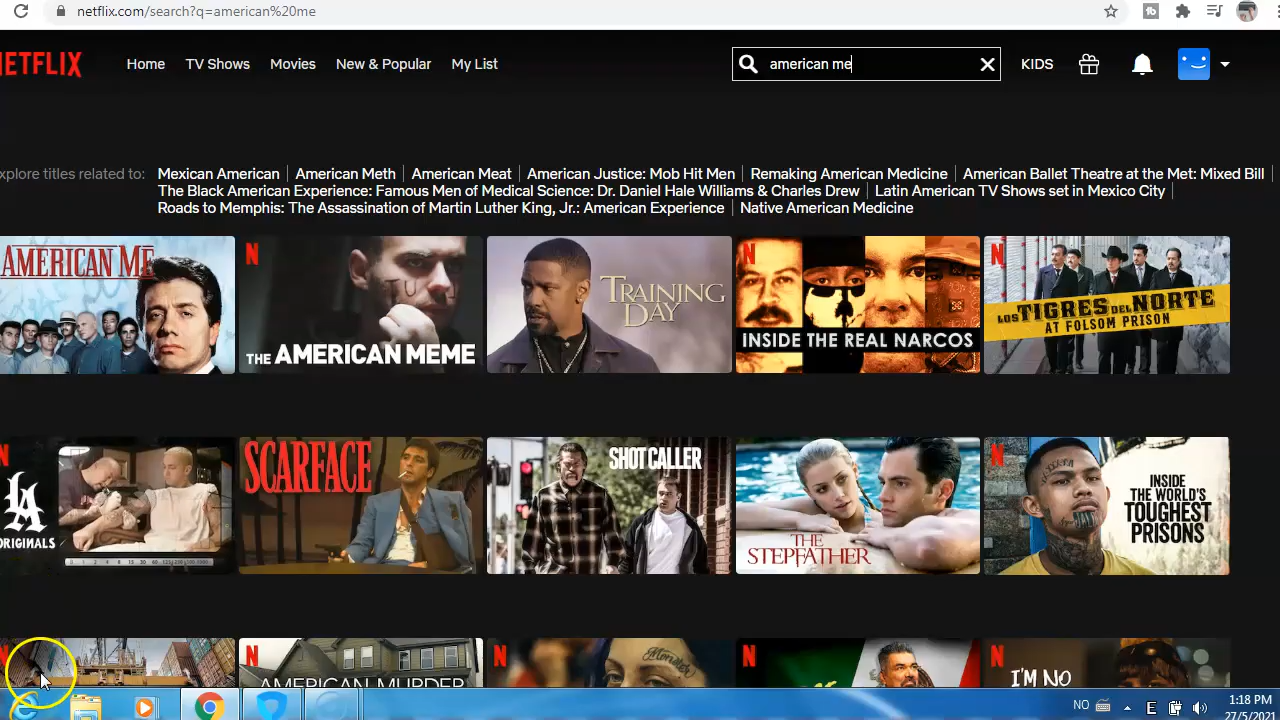 netflix.com/search?q=american%20me
NETFLIX Home TV Shows Movies New & Popular My List american me KIDS
xplore titles related to: Mexican American American Meth American Meat American Justice: Mob Hit Men Remaking American Medicine American Ballet Theatre at the Met: Mixed Bill
The Black American Experience: Famous Men of Medical Science: Dr. Daniel Hale Williams & Charles Drew Latin American TV Shows set in Mexico City
Roads to Memphis: The Assassination of Martin Luther King, Jr.: American Experience Native American Medicine
AMERICAN ME
TRAINING
DAY
THE AMERICAN MEME
INSIDE THE REAL NARCOS
LOS TIGRES DEL NORTE
AT FOLSOM PRISON
LA
ORIGINALS
SCARFACE
SHOT CALLER
THE
STEPFATHER
INSIDE
THE WORLD'S
TOUGHEST
PRISONS
AMERICAN MURDER
I'M NO
NO
1:18 PM
27/5/2021